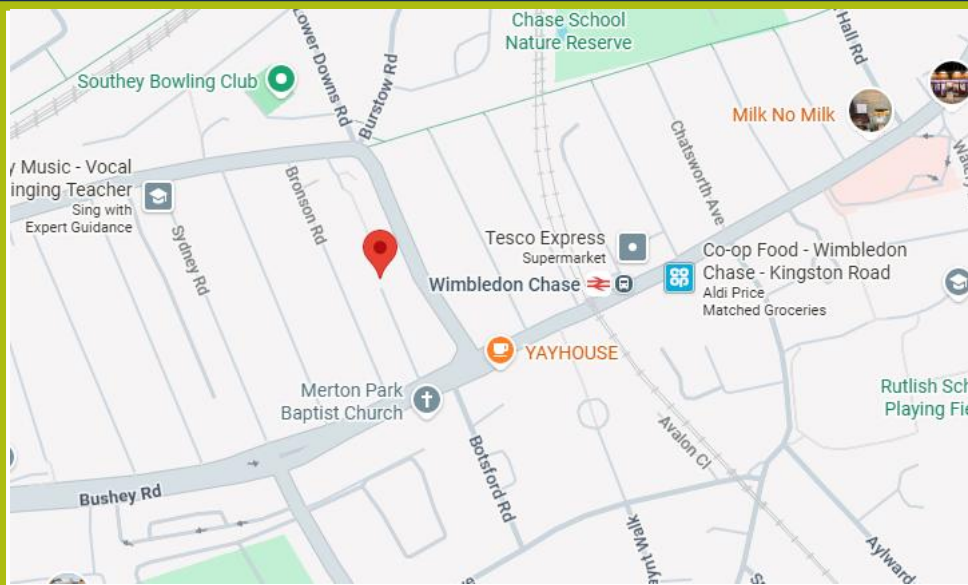 Chase School
Nature Reserve
Lower Downs Rd
Burstow Rd
Hall Rd
Southey Bowling Club
Milk No Milk
Music - Vocal
Singing Teacher
Sing with
Expert Guidance
Bronson Rd
Sydney Rd
Chatsworth Ave
Tesco Express
Supermarket
Wimbledon Chase
Co-op Food - Wimbledon
Chase - Kingston Road
Aldi Price
Matched Groceries
co
op
YAYHOUSE
Merton Park
Baptist Church
Rutlish Sch
Playing Fie
Avalon Cl
Botsford Rd
Bushey Rd
Aylward